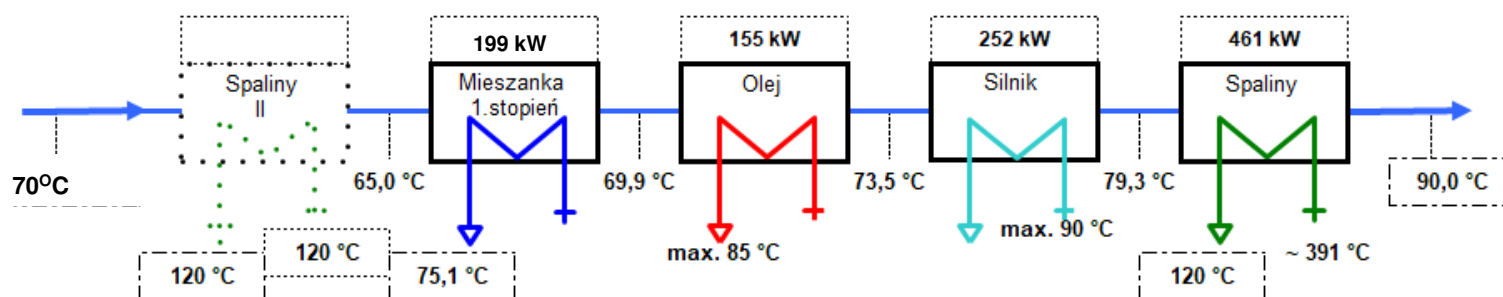 199 kW
155 kW
252 kW
461 kW
Spaliny
II
Mieszanka
1.stopień
Olej
Silnik
Spaliny
70°C
65,0 °C
69,9 °C
73,5 °C
79,3 °C
90,0 °C
120 °C
120 °C
75,1 °C
max. 85 °C
max. 90 °C
120 °C
~ 391 °C